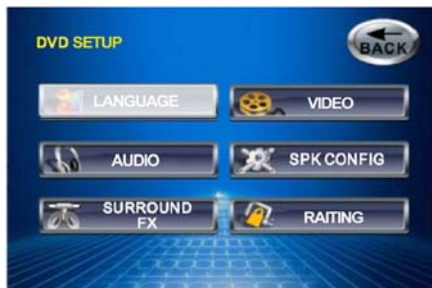 DVD SETUP
BACK
LANGUAGE
VIDEO
AUDIO
SPK CONFIG
SURROUND
FX
RAITING